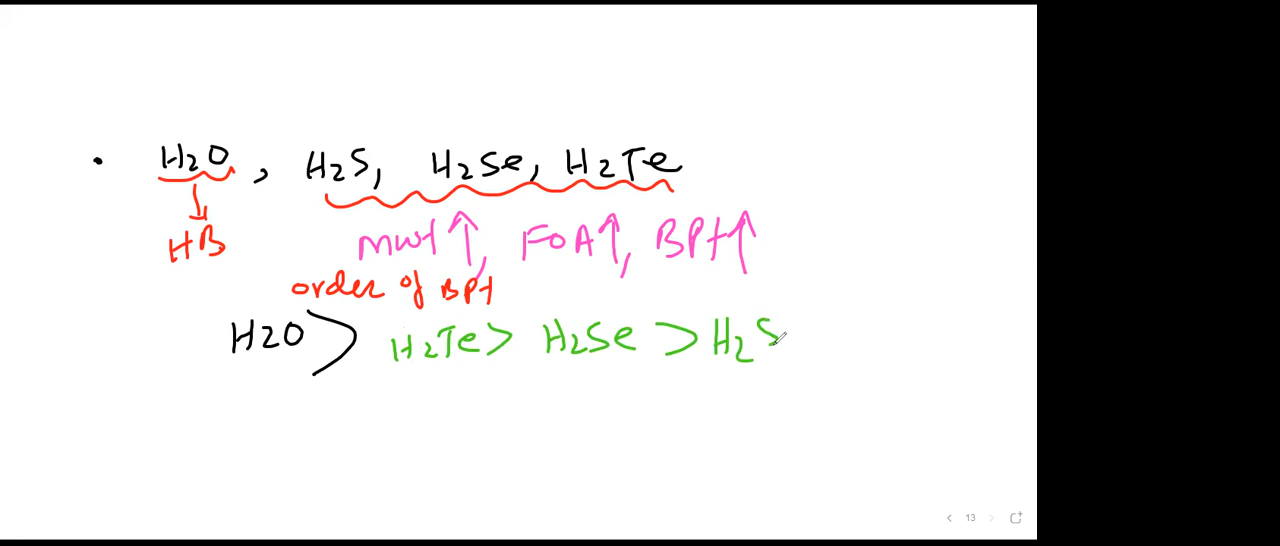 • H2O, H2S, H2Se, H2Te
HB
Mwt ↑, FOA ↑, BPt ↑
order of BPt
H2O > H2Te > H2Se > H2S
13